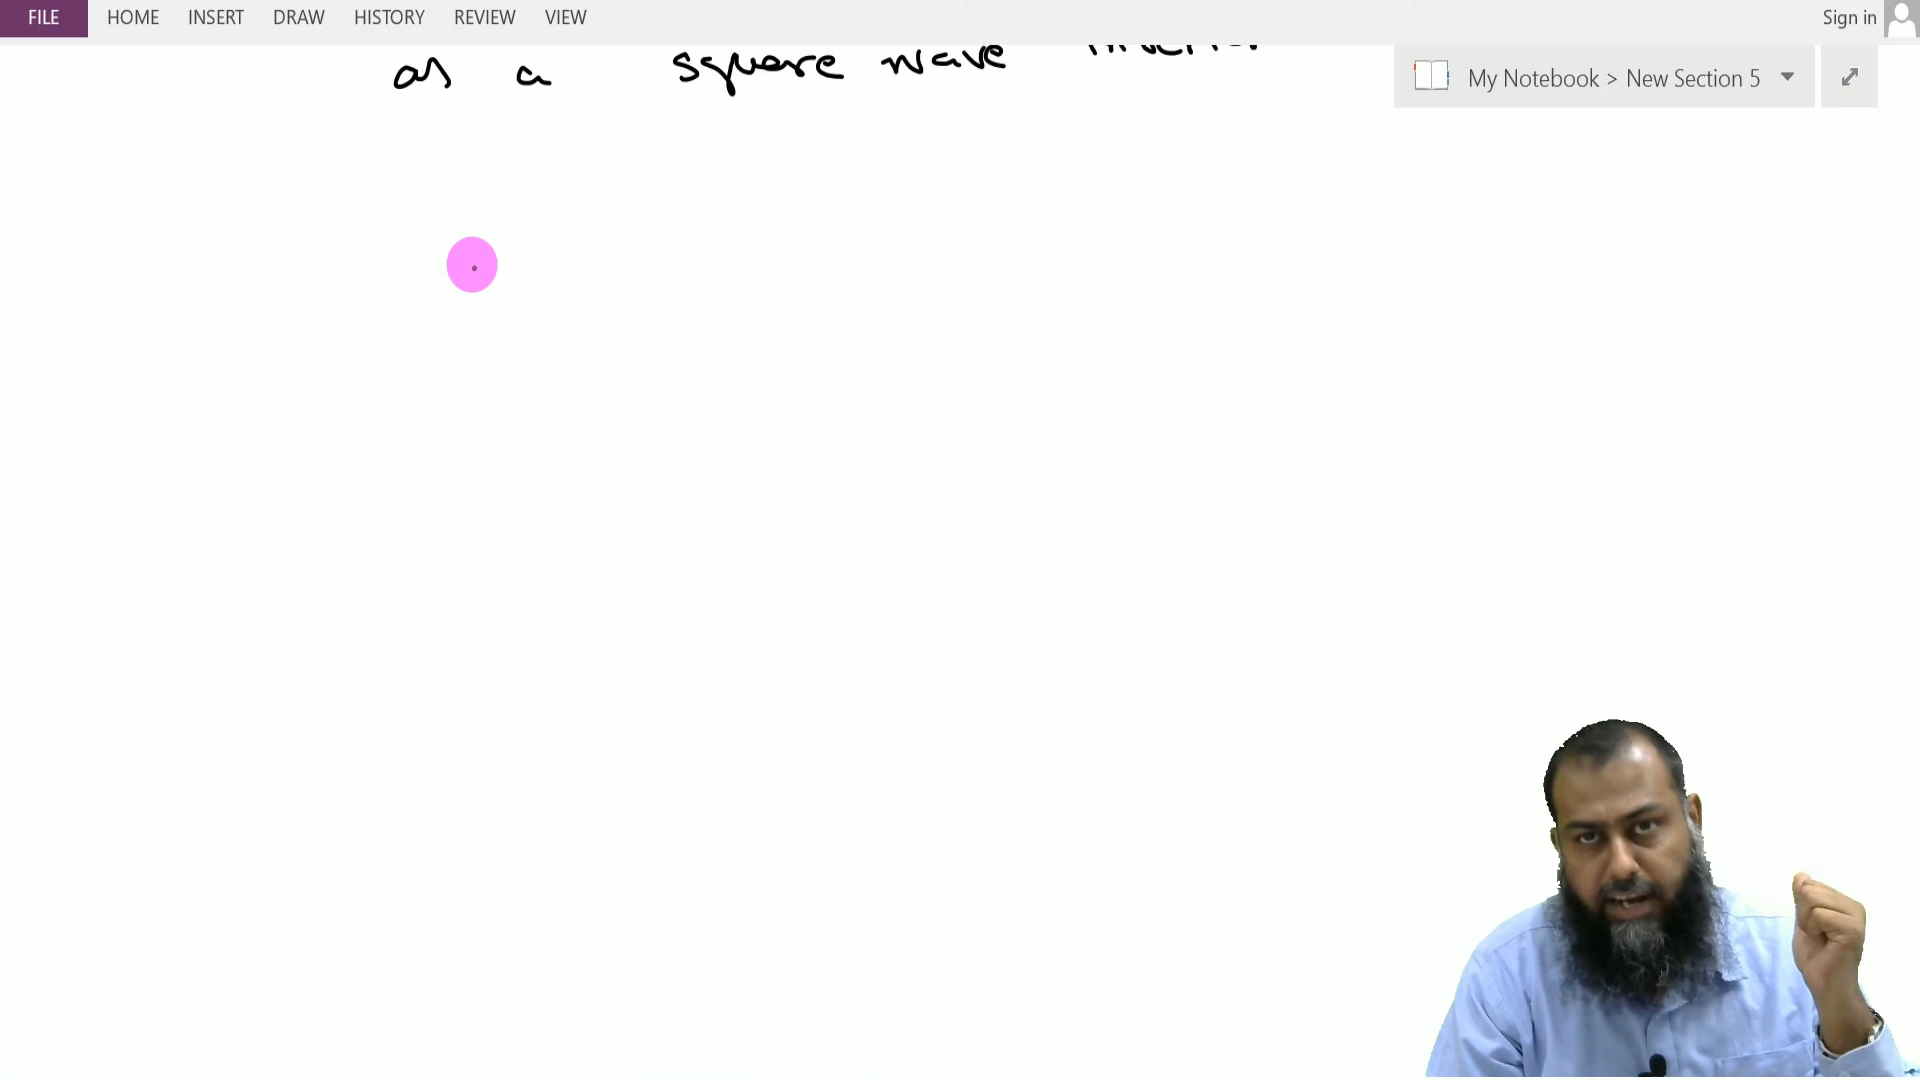 FILE HOME INSERT DRAW HISTORY REVIEW VIEW Sign in
as a square wave
My Notebook > New Section 5